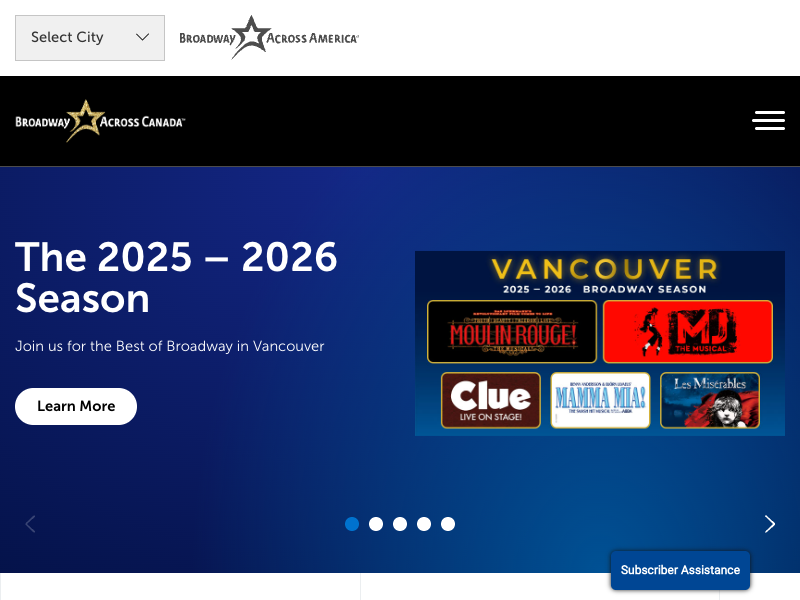 Select City
BROADWAY ACROSS AMERICA
BROADWAY ACROSS CANADA
The 2025 – 2026
Season
Join us for the Best of Broadway in Vancouver
Learn More
VANCOUVER
2025 – 2026 BROADWAY SEASON
MOULIN ROUGE!
MJ
THE MUSICAL
Clue
LIVE ON STAGE!
MAMMA MIA!
Les Misérables
Subscriber Assistance